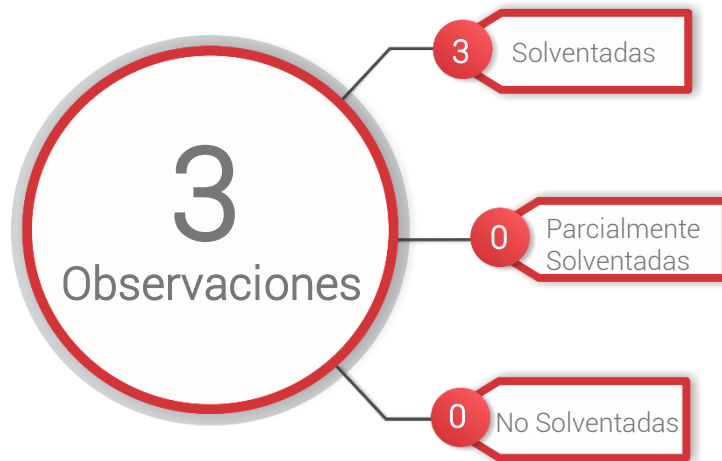 3
Observaciones
3
Solventadas
0
Parcialmente
Solventadas
0
No Solventadas